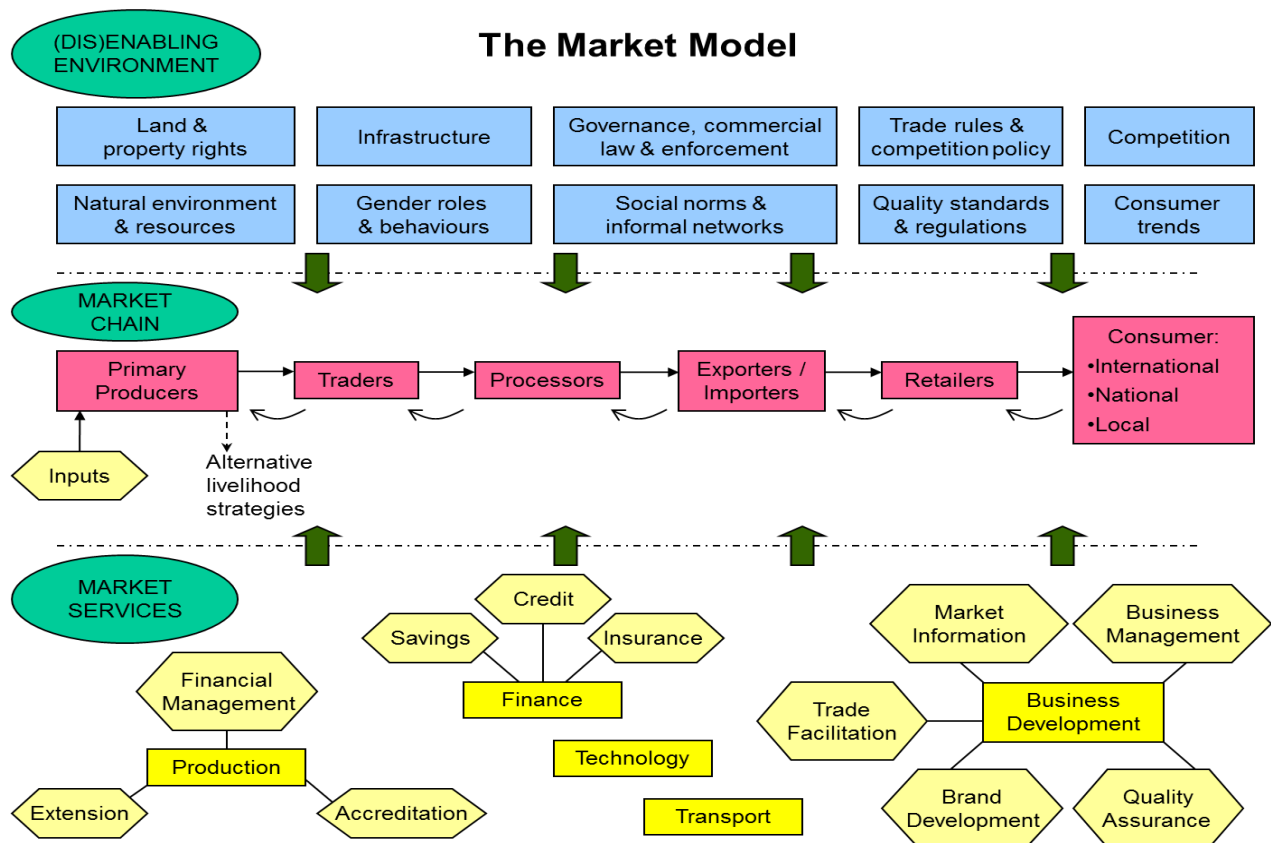 (DIS)ENABLING
ENVIRONMENT
The Market Model
Land &
property rights
Infrastructure
Governance, commercial
law & enforcement
Trade rules &
competition policy
Competition
Natural environment
& resources
Gender roles
& behaviours
Social norms &
informal networks
Quality standards
& regulations
Consumer
trends
MARKET
CHAIN
Primary
Producers
Traders
Processors
Exporters /
Importers
Retailers
Consumer:
•International
•National
•Local
Inputs
Alternative
livelihood
strategies
MARKET
SERVICES
Financial
Management
Production
Extension
Accreditation
Credit
Savings
Insurance
Finance
Technology
Transport
Market
Information
Business
Management
Trade
Facilitation
Business
Development
Brand
Development
Quality
Assurance